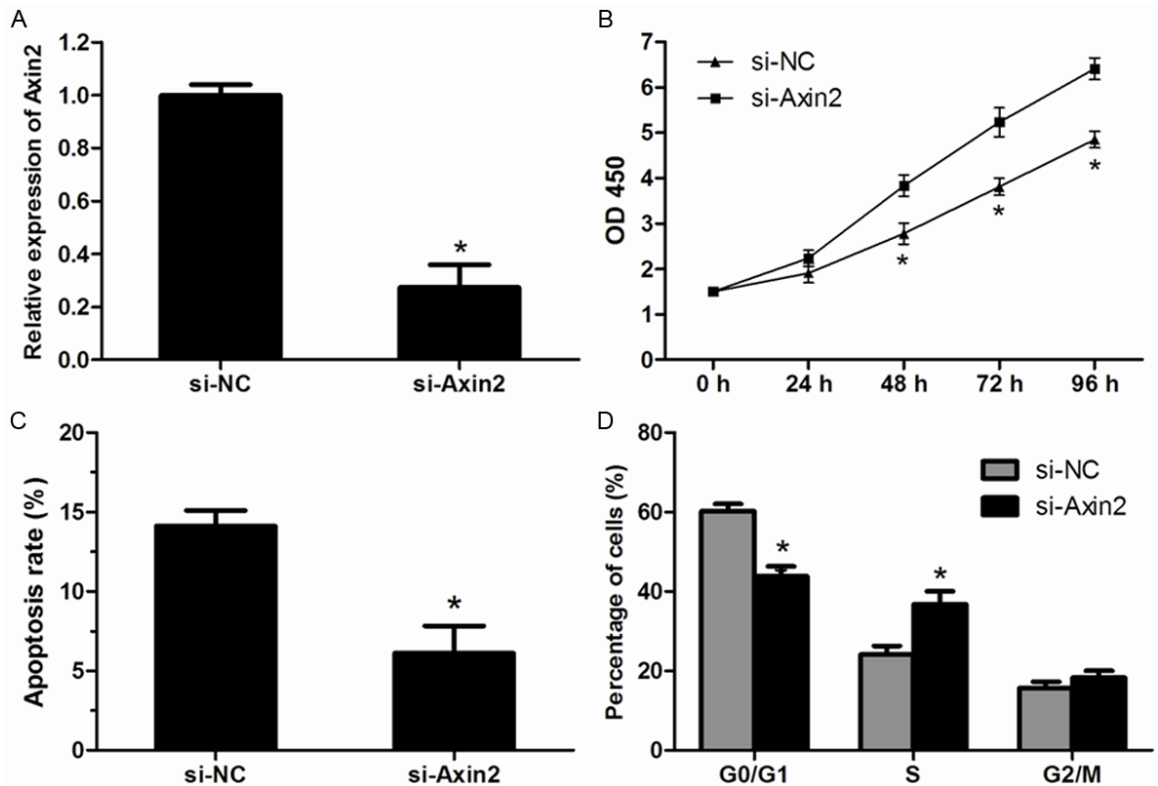 A
Relative expression of Axin2
1.2
1.0
0.8
0.6
0.4
0.2
0.0
*
si-NC
si-Axin2
B
OD 450
7
6
5
4
3
2
1
0
si-NC
si-Axin2
*
*
*
0 h
24 h
48 h
72 h
96 h
C
Apoptosis rate (%)
20
15
10
5
0
*
si-NC
si-Axin2
D
Percentage of cells (%)
80
60
40
20
0
si-NC
si-Axin2
*
*
G0/G1
S
G2/M